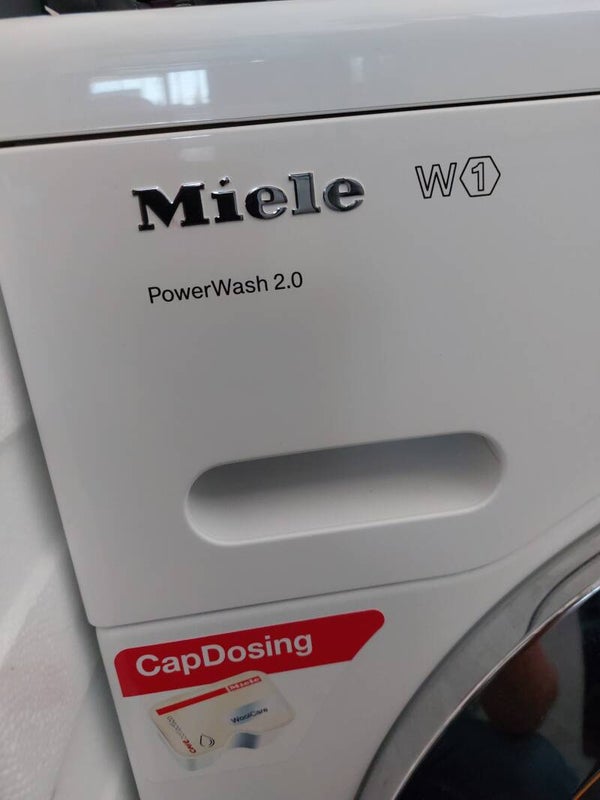 Miele W1
PowerWash 2.0
CapDosing
Miele
WoolCare